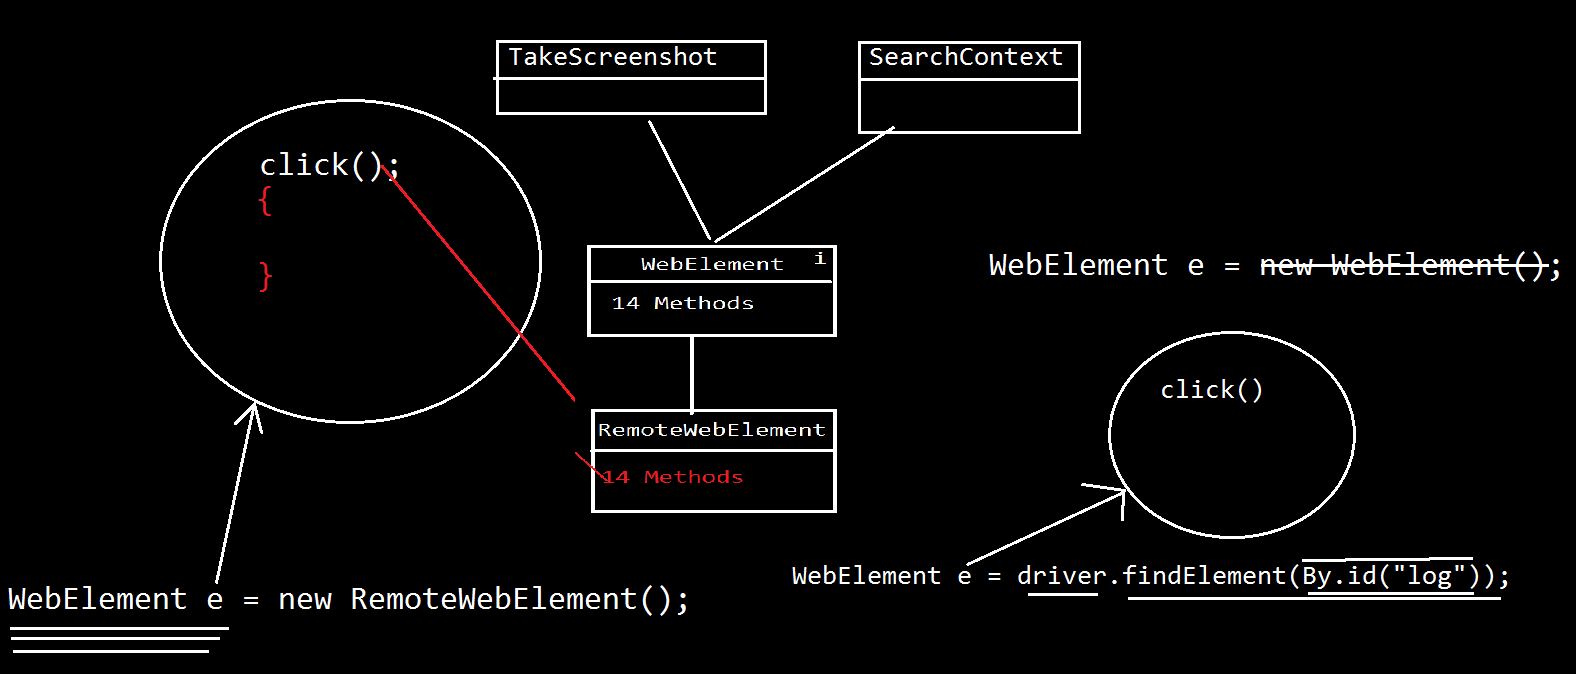 TakeScreenshot
SearchContext
click();
{
}
WebElement i
14 Methods
WebElement e = new WebElement();
RemoteWebElement
14 Methods
click()
WebElement e = driver.findElement(By.id("log"));
WebElement e = new RemoteWebElement();